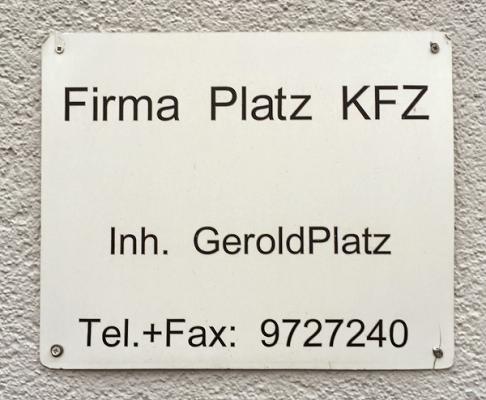 Firma Platz KFZ
Inh. GeroldPlatz
Tel.+Fax: 9727240